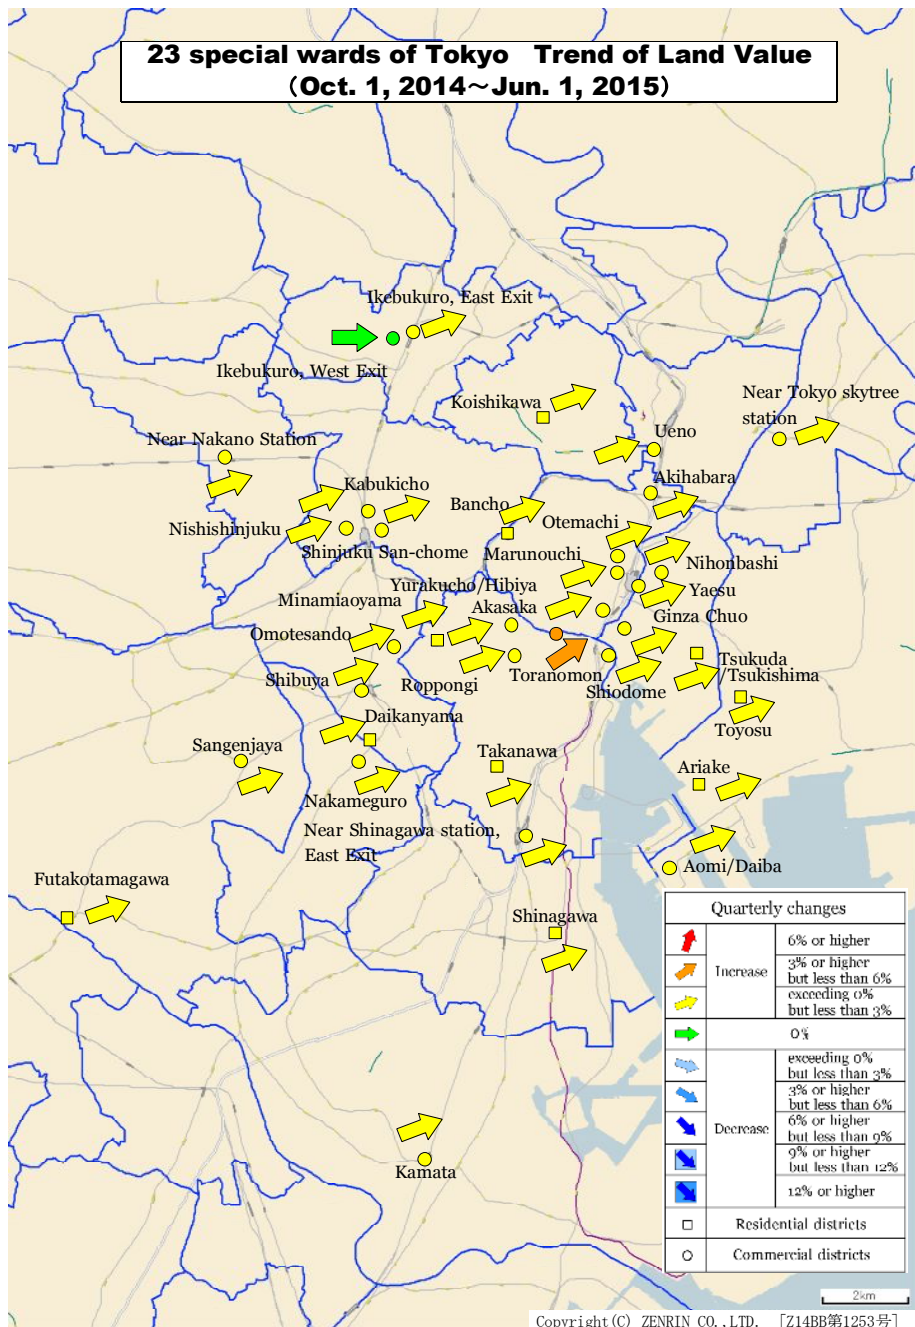 23 special wards of Tokyo   Trend of Land Value
（Oct. 1, 2014～Jun. 1, 2015）
Ikebukuro, East Exit
Ikebukuro, West Exit
Koishikawa
Near Tokyo skytree
station
Near Nakano Station
Ueno
Kabukicho
Akihabara
Bancho
Nishishinjuku
Otemachi
Shinjuku San-chome
Marunouchi
Nihonbashi
Yurakucho/Hibiya
Yaesu
Minamiaoyama
Akasaka
Ginza Chuo
Omotesando
Tsukuda
/Tsukishima
Shibuya
Roppongi
Toranomon
Shiodome
Daikanyama
Toyosu
Sangenjaya
Takanawa
Ariake
Nakameguro
Near Shinagawa station,
East Exit
Aomi/Daiba
Futakotamagawa
Shinagawa
Kamata
Quarterly changes
Increase
6% or higher
3% or higher
but less than 6%
exceeding 0%
but less than 3%
0%
Decrease
exceeding 0%
but less than 3%
3% or higher
but less than 6%
6% or higher
but less than 9%
9% or higher
but less than 12%
12% or higher
Residential districts
Commercial districts
2km
Copyright(C) ZENRIN CO.,LTD. ［Z14BB第1253号］